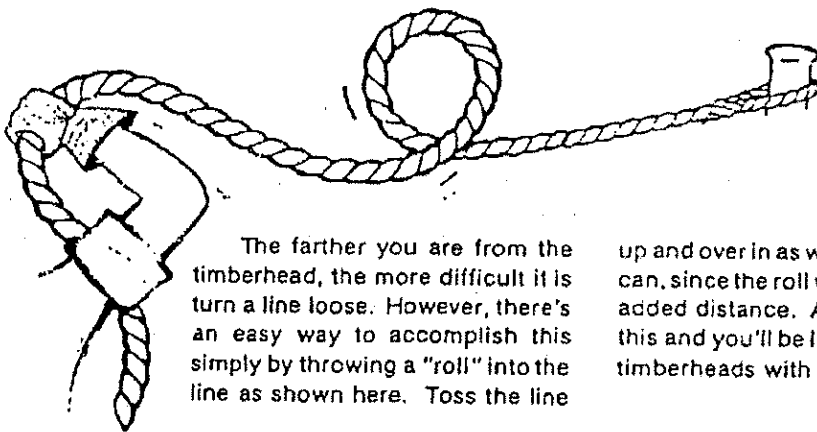 The farther you are from the
timberhead, the more difficult it is
turn a line loose. However, there's
an easy way to accomplish this
simply by throwing a "roll" into the
line as shown here. Toss the line
up and over in as w
can, since the roll
added distance. A
this and you'll be l
timberheads with